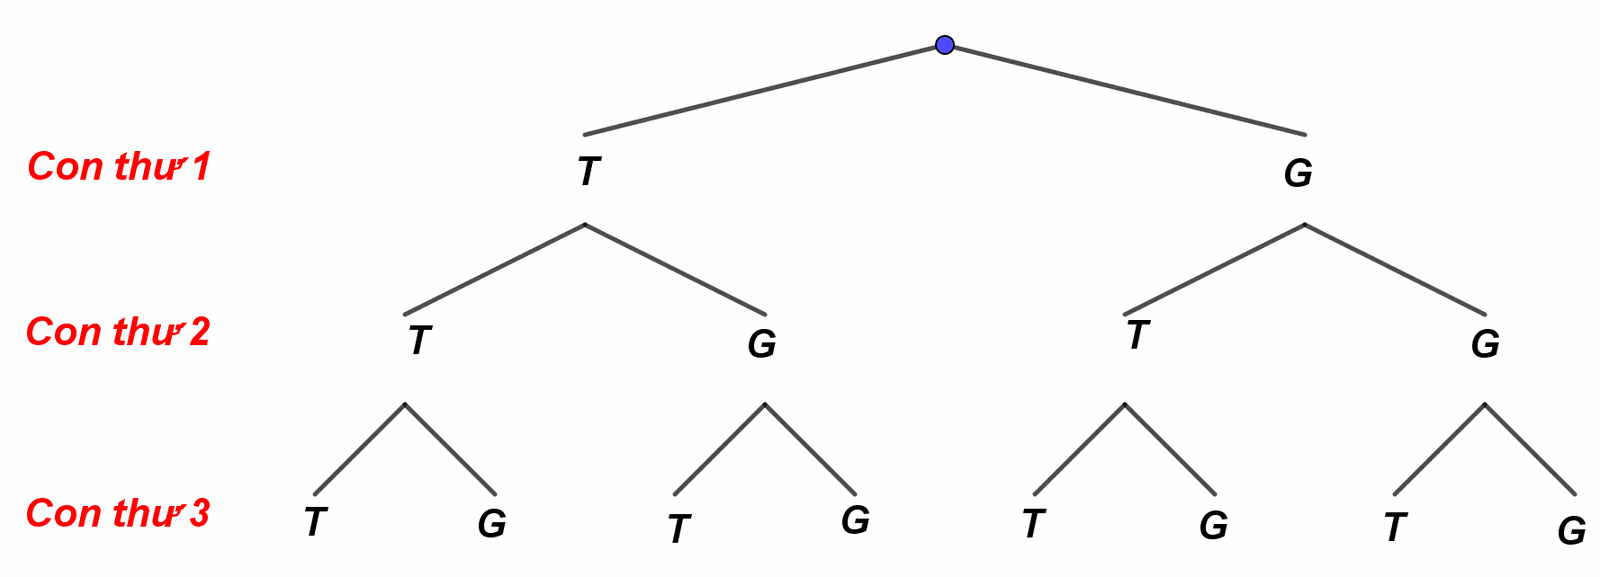 Con thư 1 T G
Con thư 2 T G T G
Con thư 3 T G T G T G T G